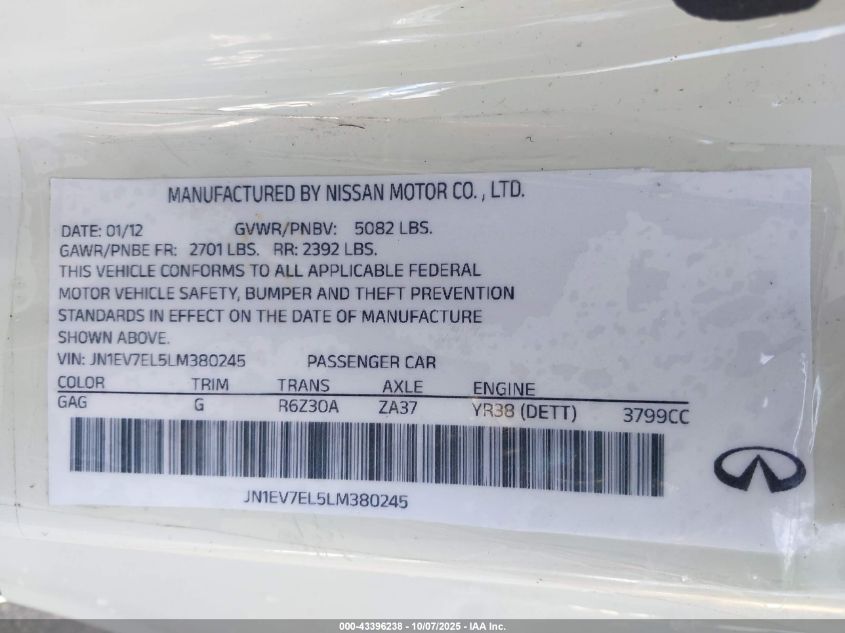 MANUFACTURED BY NISSAN MOTOR CO., LTD.
DATE: 01/12 GVWR/PNBV: 5082 LBS.
GAWR/PNBE FR: 2701 LBS. RR: 2392 LBS.
THIS VEHICLE CONFORMS TO ALL APPLICABLE FEDERAL
MOTOR VEHICLE SAFETY, BUMPER AND THEFT PREVENTION
STANDARDS IN EFFECT ON THE DATE OF MANUFACTURE
SHOWN ABOVE.
VIN: JN1EV7EL5LM380245 PASSENGER CAR
COLOR TRIM TRANS AXLE ENGINE
GAG G R6Z30A ZA37 YR38 (DETT) 3799CC
JN1EV7EL5LM380245
000-43396238 - 10/07/2025 - IAA Inc.